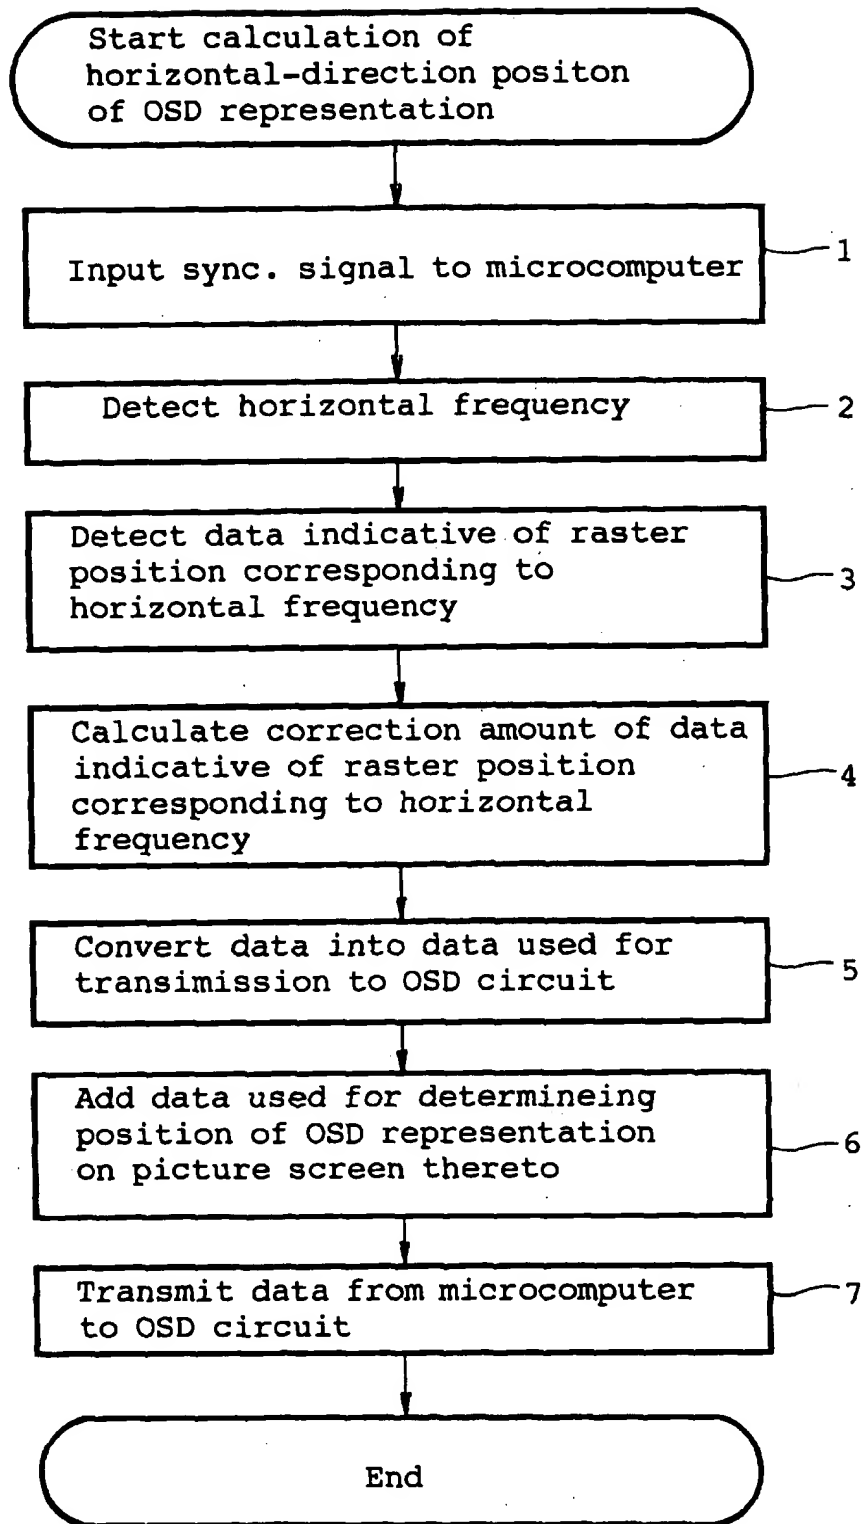 Start calculation of
horizontal-direction positon
of OSD representation
Input sync. signal to microcomputer
1
Detect horizontal frequency
2
Detect data indicative of raster
position corresponding to
horizontal frequency
3
Calculate correction amount of data
indicative of raster position
corresponding to horizontal
frequency
4
Convert data into data used for
transimission to OSD circuit
5
Add data used for determineing
position of OSD representation
on picture screen thereto
6
Transmit data from microcomputer
to OSD circuit
7
End